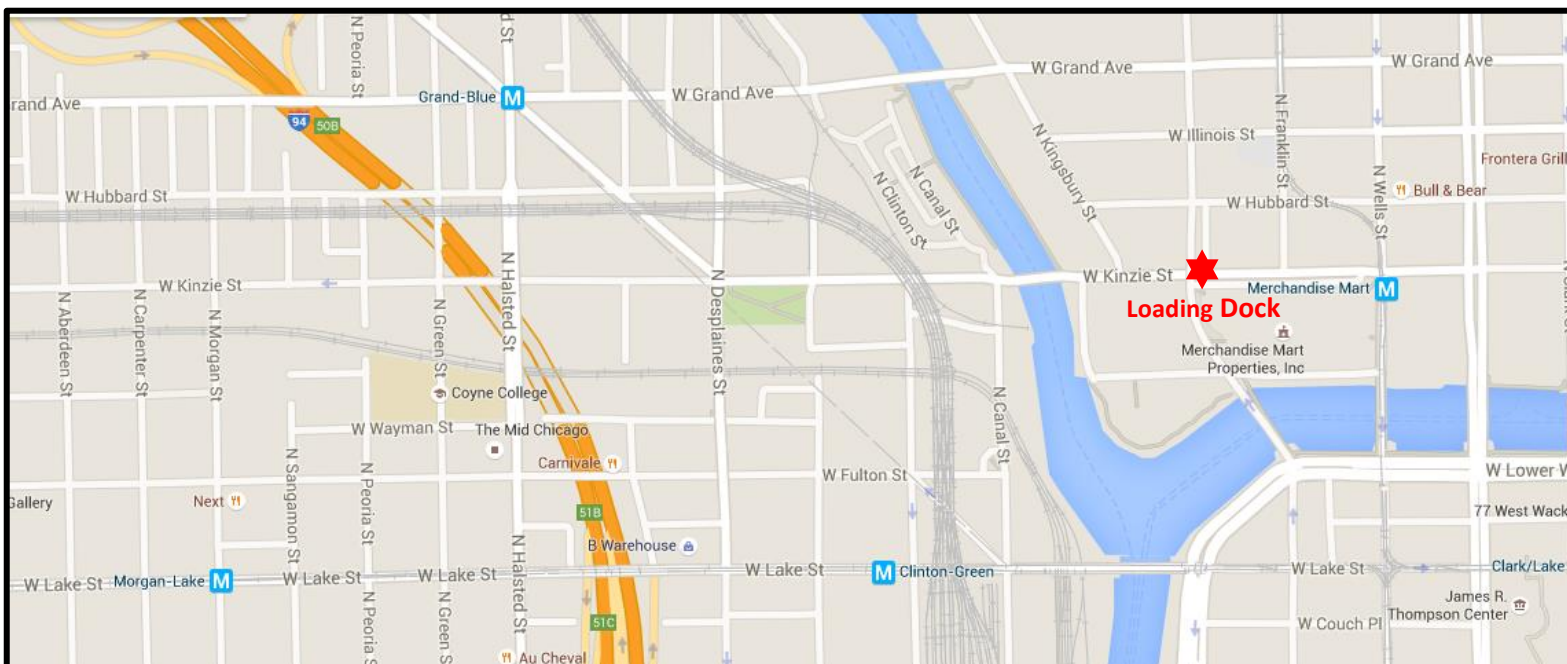 d St
N Peoria St
W Grand Ave
W Grand Ave
Grand-Blue
M
W Grand Ave
rand Ave
94
50B
N Kingsbury St
N Franklin St
W Illinois St
Frontera Grill
N Wells St
Bull & Bear
N Canal St
N Clinton St
W Hubbard St
W Hubbard St
N Halsted St
N Desplaines St
W Kinzie St
W Kinzie St
Merchandise Mart
M
Loading Dock
Merchandise Mart
Properties, Inc
N Aberdeen St
N Carpenter St
N Morgan St
N Green St
Coyne College
N Canal St
W Wayman St
The Mid Chicago
Carnivale
W Fulton St
W Lower W
Gallery
Next
N Sangamon St
N Peoria St
51B
77 West Wack
B Warehouse
N Halsted St
W Lake St
Morgan-Lake
M
W Lake St
W Lake St
W Lake St
M
Clinton-Green
W Lake St
Clark/Lake
N Peoria S
N Green S
51C
James R.
Thompson Center
W Couch Pl
Au Cheval